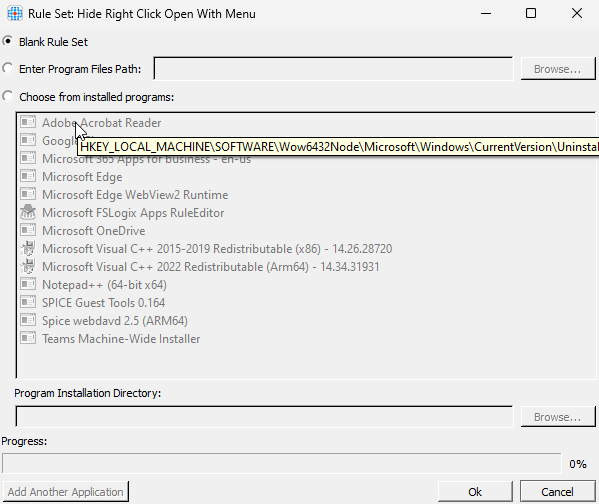 Rule Set: Hide Right Click Open With Menu
Blank Rule Set
Enter Program Files Path:
Browse...
Choose from installed programs:
Adobe Acrobat Reader
HKEY_LOCAL_MACHINE\SOFTWARE\Wow6432Node\Microsoft\Windows\CurrentVersion\Uninstal
Microsoft 365 Apps for business - en-us
Microsoft Edge
Microsoft Edge WebView2 Runtime
Microsoft FSLogix Apps RuleEditor
Microsoft OneDrive
Microsoft Visual C++ 2015-2019 Redistributable (x86) - 14.26.28720
Microsoft Visual C++ 2022 Redistributable (Arm64) - 14.34.31931
Notepad++ (64-bit x64)
SPICE Guest Tools 0.164
Spice webdavd 2.5 (ARM64)
Teams Machine-Wide Installer
Program Installation Directory:
Browse...
Progress:
0%
Add Another Application
Ok
Cancel